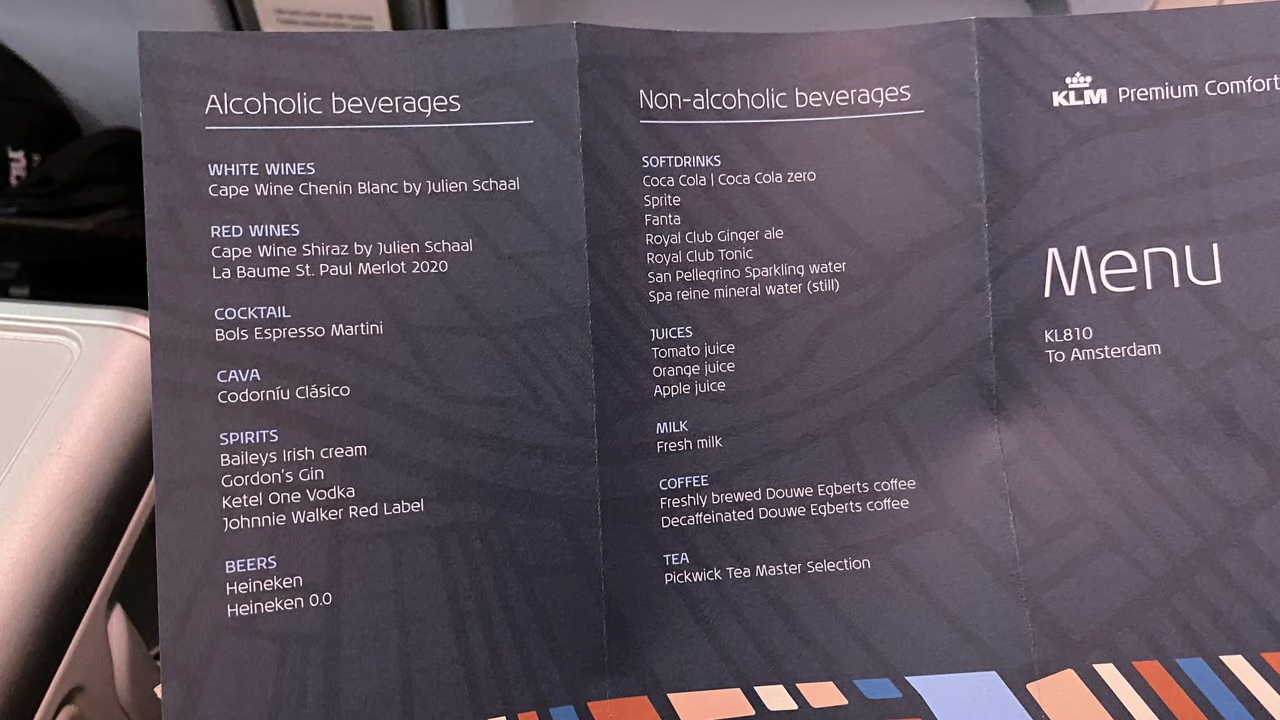 Alcoholic beverages
WHITE WINES
Cape Wine Chenin Blanc by Julien Schaal
RED WINES
Cape Wine Shiraz by Julien Schaal
La Baume St. Paul Merlot 2020
COCKTAIL
Bols Espresso Martini
CAVA
Codorníu Clásico
SPIRITS
Baileys Irish cream
Gordon's Gin
Ketel One Vodka
Johnnie Walker Red Label
BEERS
Heineken
Heineken 0.0
Non-alcoholic beverages
SOFTDRINKS
Coca Cola | Coca Cola zero
Sprite
Fanta
Royal Club Ginger ale
Royal Club Tonic
San Pellegrino Sparkling water
Spa reine mineral water (still)
JUICES
Tomato juice
Orange juice
Apple juice
MILK
Fresh milk
COFFEE
Freshly brewed Douwe Egberts coffee
Decaffeinated Douwe Egberts coffee
TEA
Pickwick Tea Master Selection
KLM Premium Comfort
Menu
KL810
To Amsterdam